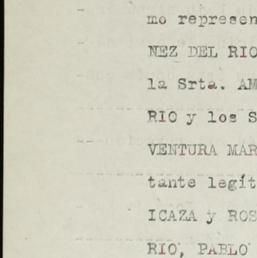 mo represen
NEZ DEL RIO
la Srta. AM
RIO y los S
VENTURA MAR
tante legít
ICAZA y ROS
RIO, PABLO